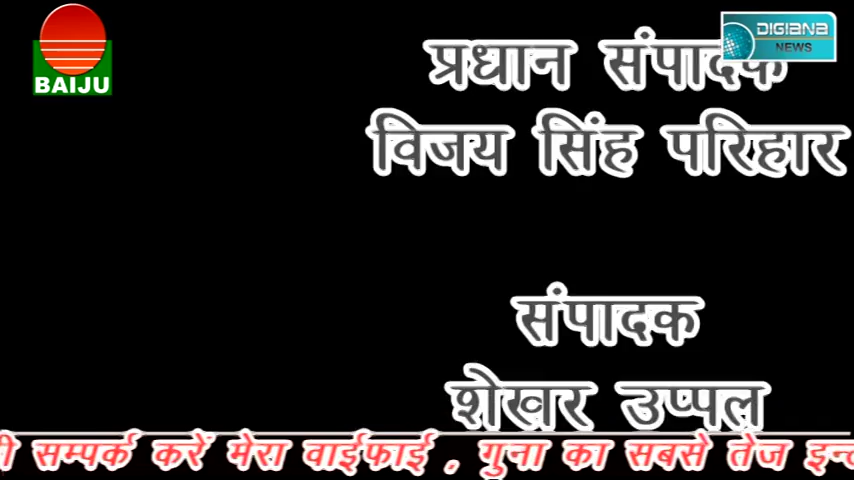 BAIJU
DIGIANA
NEWS
प्रधान संपादक
विजय सिंह परिहार
संपादक
शेखर उप्पल
सम्पर्क करें मेरा वाईफाई , गुना का सबसे तेज